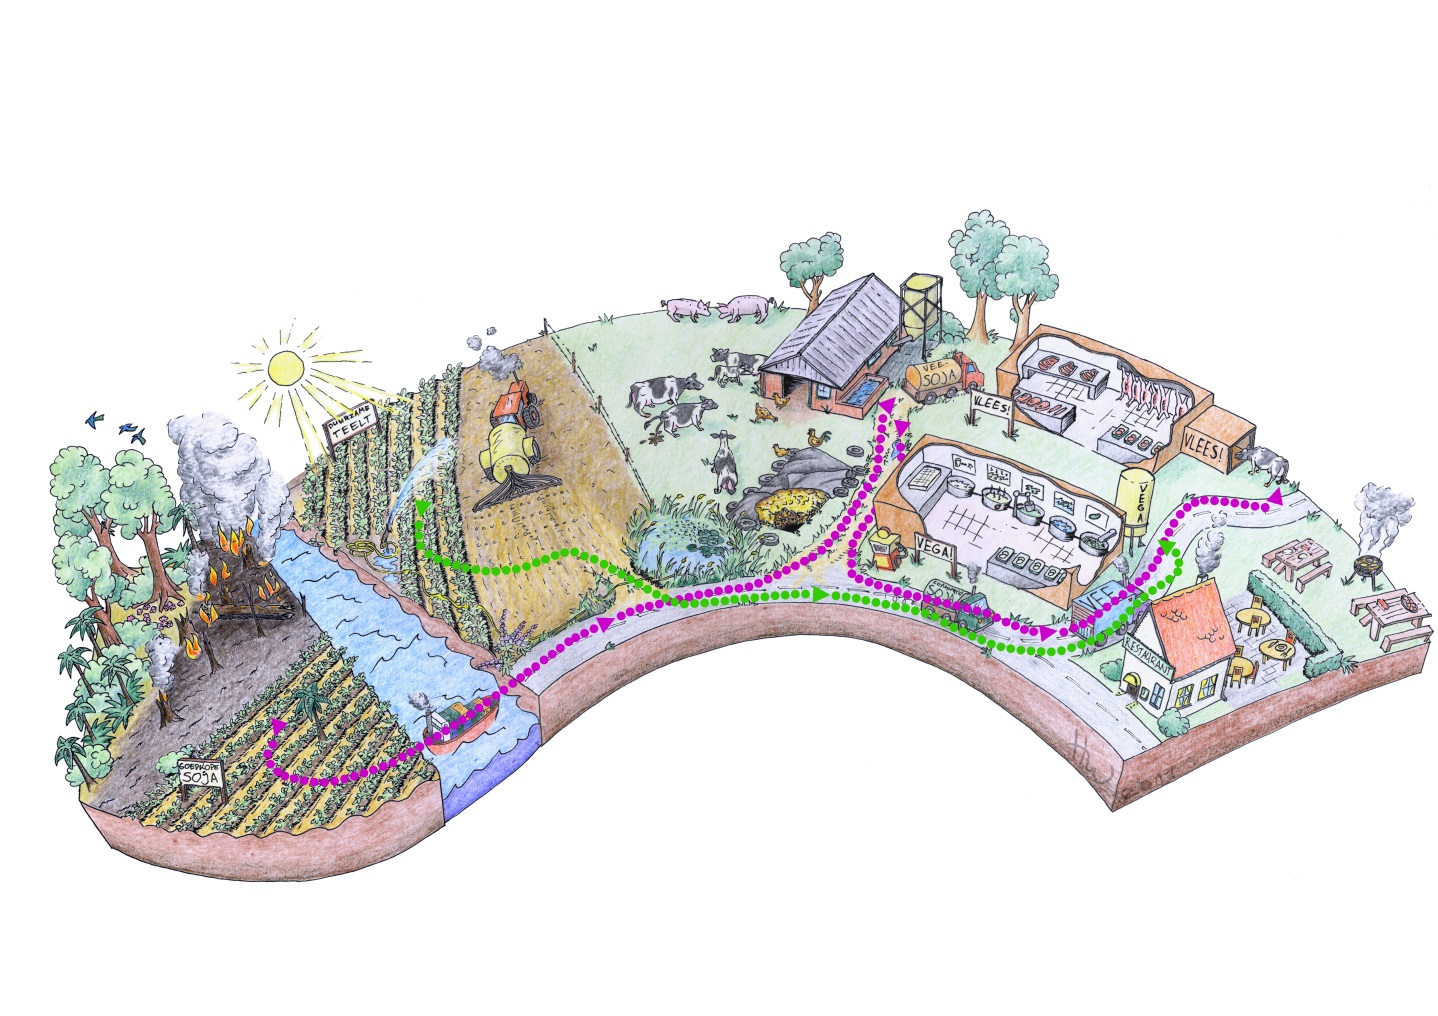 DUURZAME
TEELT
GOEDKOPE
SOJA
VEE-
SOJA
VLEES!
VLEES!
VEGA
VEGA!
RESTAURANT